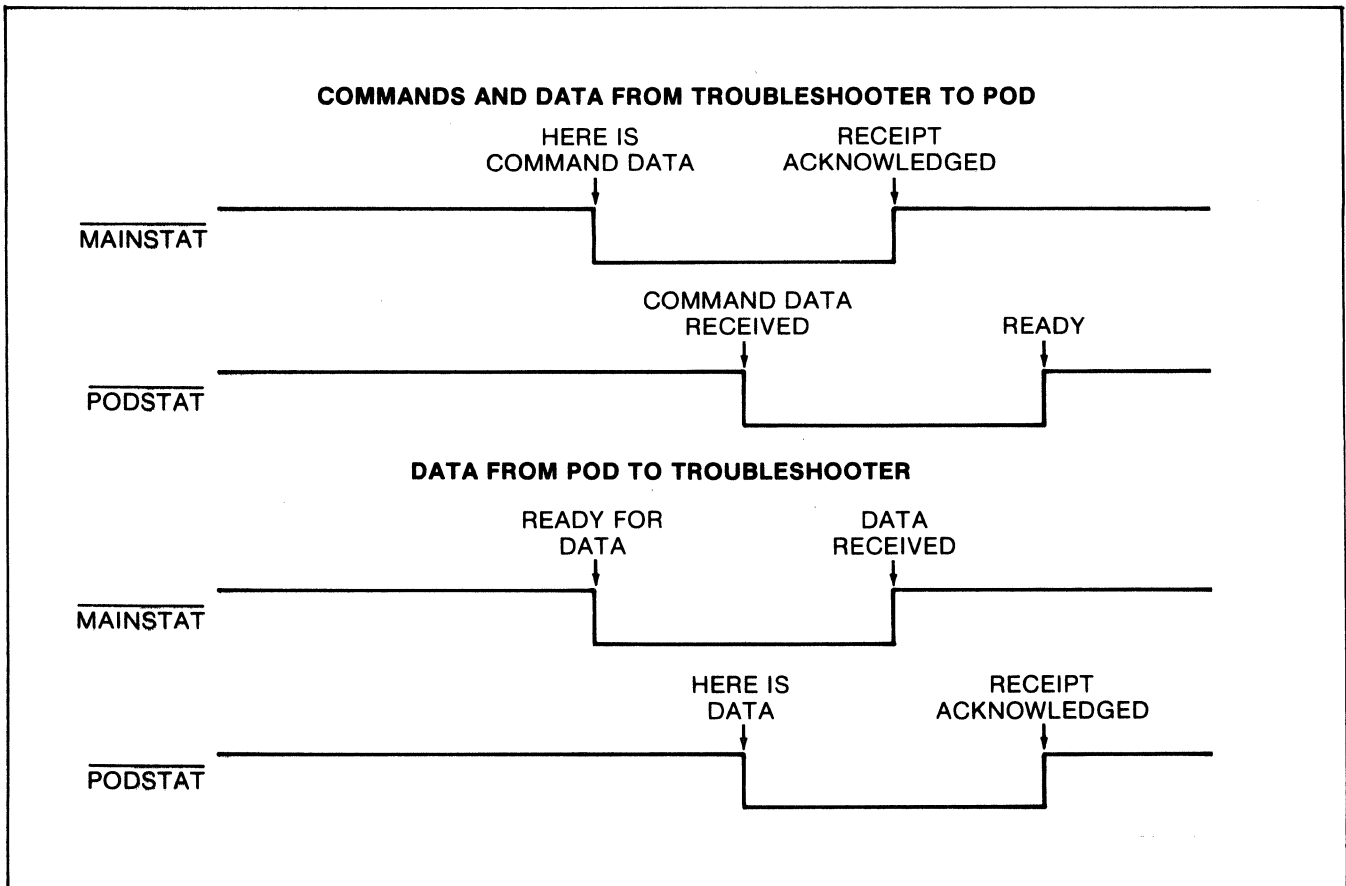 COMMANDS AND DATA FROM TROUBLESHOOTER TO POD
HERE IS
COMMAND DATA
RECEIPT
ACKNOWLEDGED
MAINSTAT
COMMAND DATA
RECEIVED
READY
PODSTAT
DATA FROM POD TO TROUBLESHOOTER
READY FOR
DATA
DATA
RECEIVED
MAINSTAT
HERE IS
DATA
RECEIPT
ACKNOWLEDGED
PODSTAT